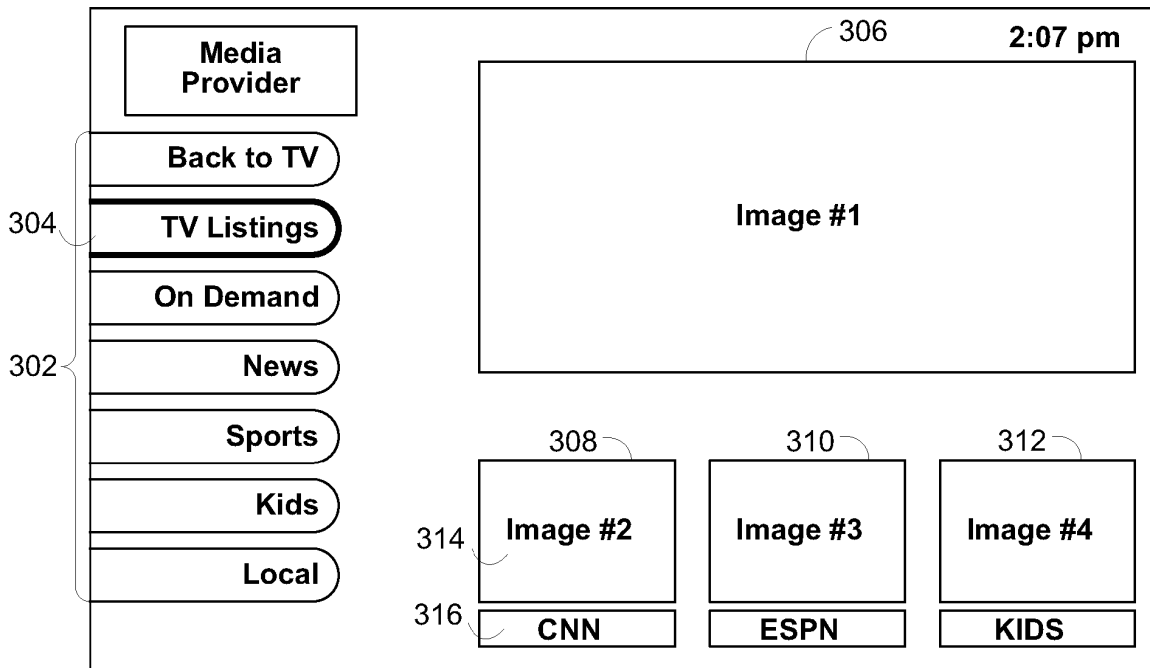 306
2:07 pm
Media
Provider
Back to TV
304
TV Listings
Image #1
On Demand
302
News
Sports
308
310
312
Kids
314
Image #2
Image #3
Image #4
Local
316
CNN
ESPN
KIDS